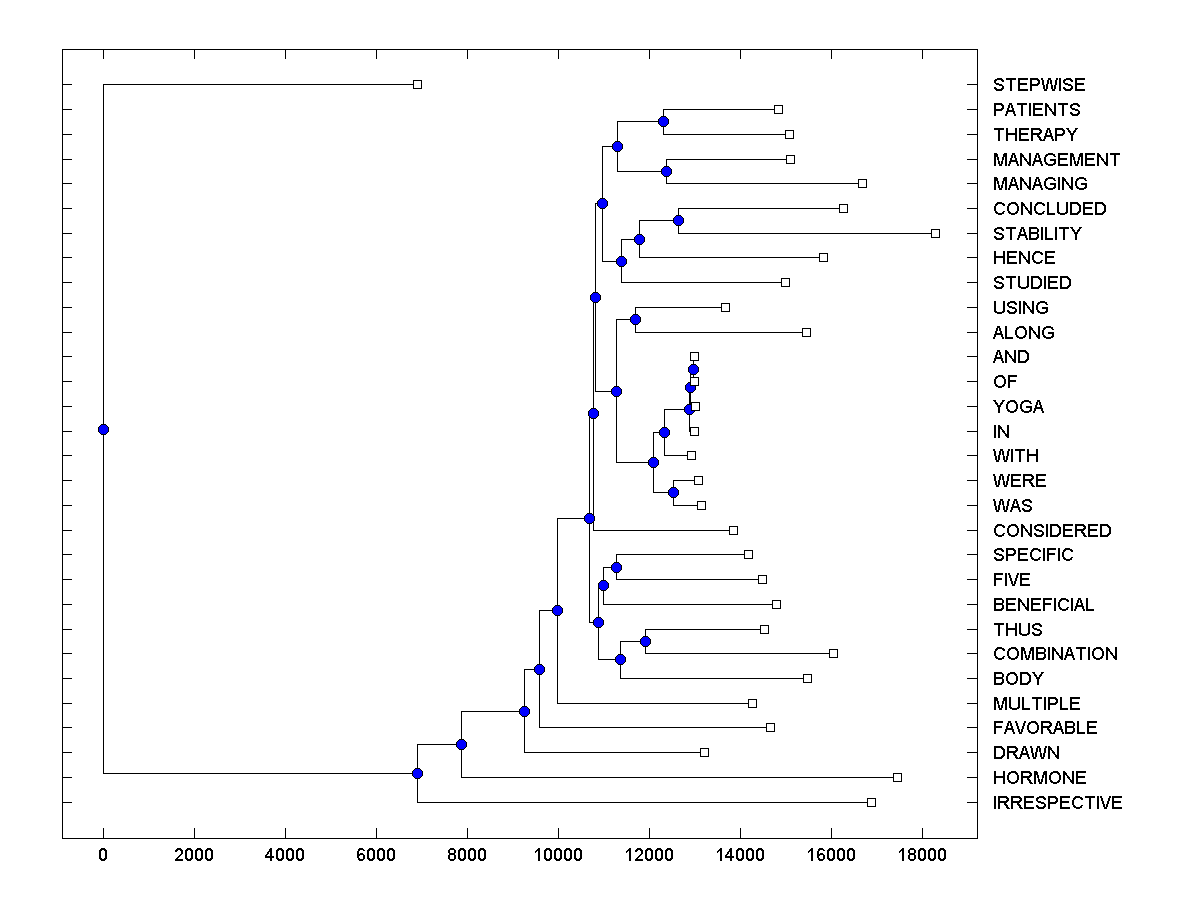 STEPWISE
PATIENTS
THERAPY
MANAGEMENT
MANAGING
CONCLUDED
STABILITY
HENCE
STUDIED
USING
ALONG
AND
OF
YOGA
IN
WITH
WERE
WAS
CONSIDERED
SPECIFIC
FIVE
BENEFICIAL
THUS
COMBINATION
BODY
MULTIPLE
FAVORABLE
DRAWN
HORMONE
IRRESPECTIVE
0 2000 4000 6000 8000 10000 12000 14000 16000 18000